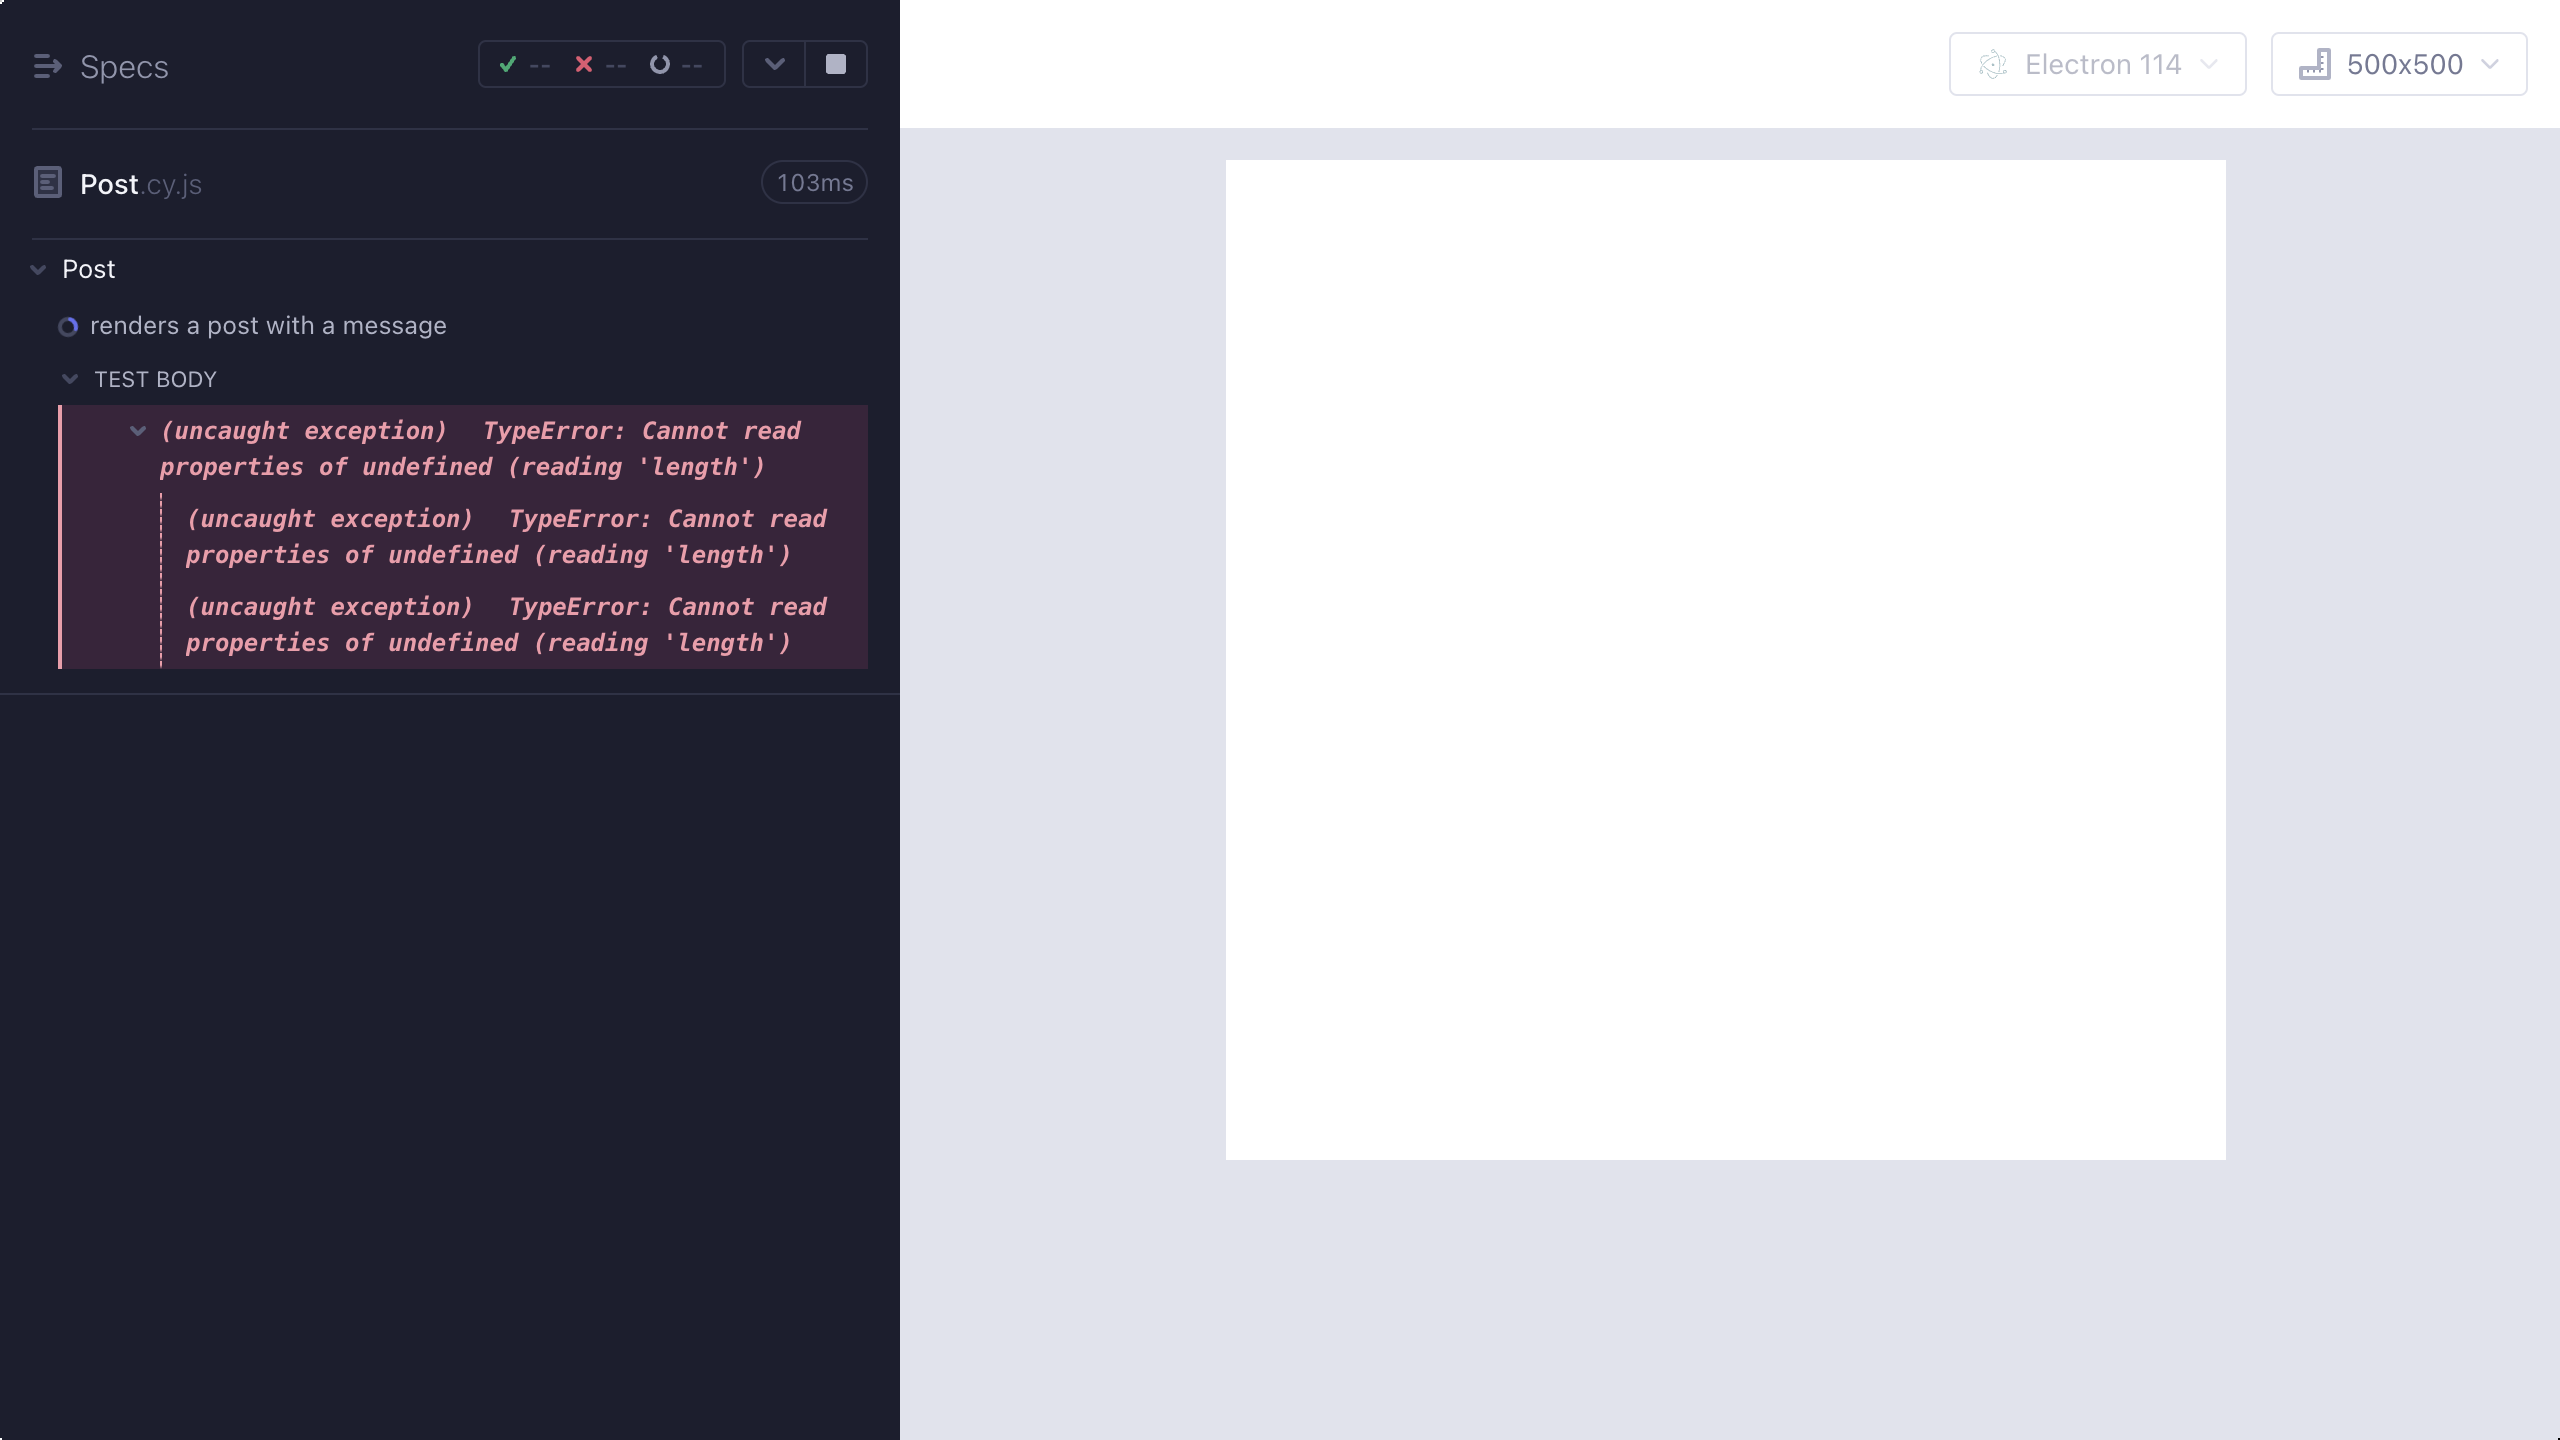 Specs
-- -- --
Post.cy.js
103ms
Post
renders a post with a message
TEST BODY
(uncaught exception) TypeError: Cannot read
properties of undefined (reading 'length')
(uncaught exception) TypeError: Cannot read
properties of undefined (reading 'length')
(uncaught exception) TypeError: Cannot read
properties of undefined (reading 'length')
Electron 114
500x500